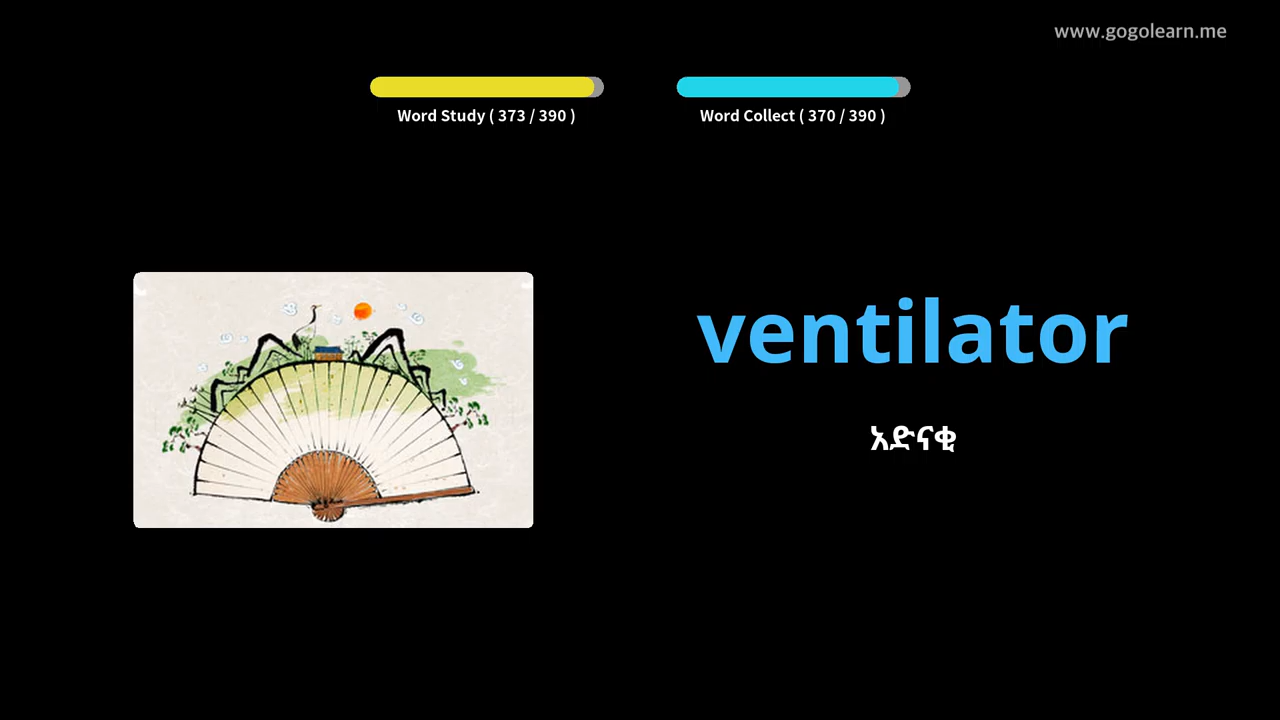 www.gogolearn.me
Word Study ( 373 / 390 )
Word Collect ( 370 / 390 )
ventilator
አድናቂ